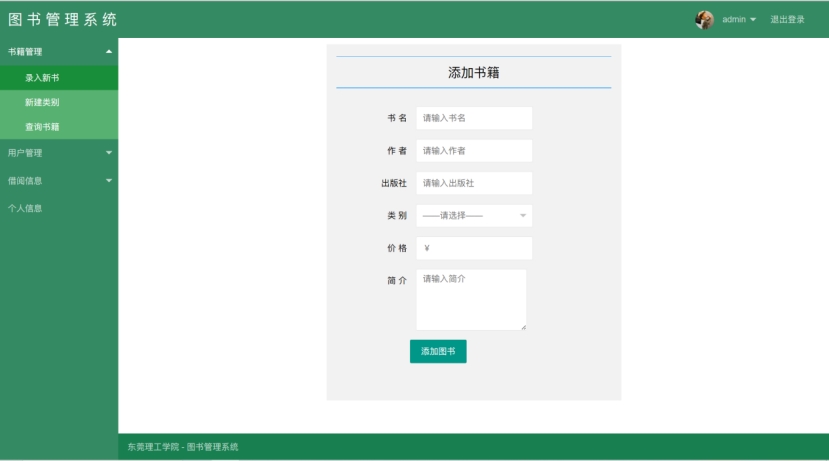 图书管理系统
admin
退出登录
书籍管理
录入新书
新建类别
查询书籍
用户管理
借阅信息
个人信息
添加书籍
书 名 请输入书名
作 者 请输入作者
出版社 请输入出版社
类 别 ——请选择——
价 格 ¥
简 介 请输入简介
添加图书
东莞理工学院 - 图书管理系统